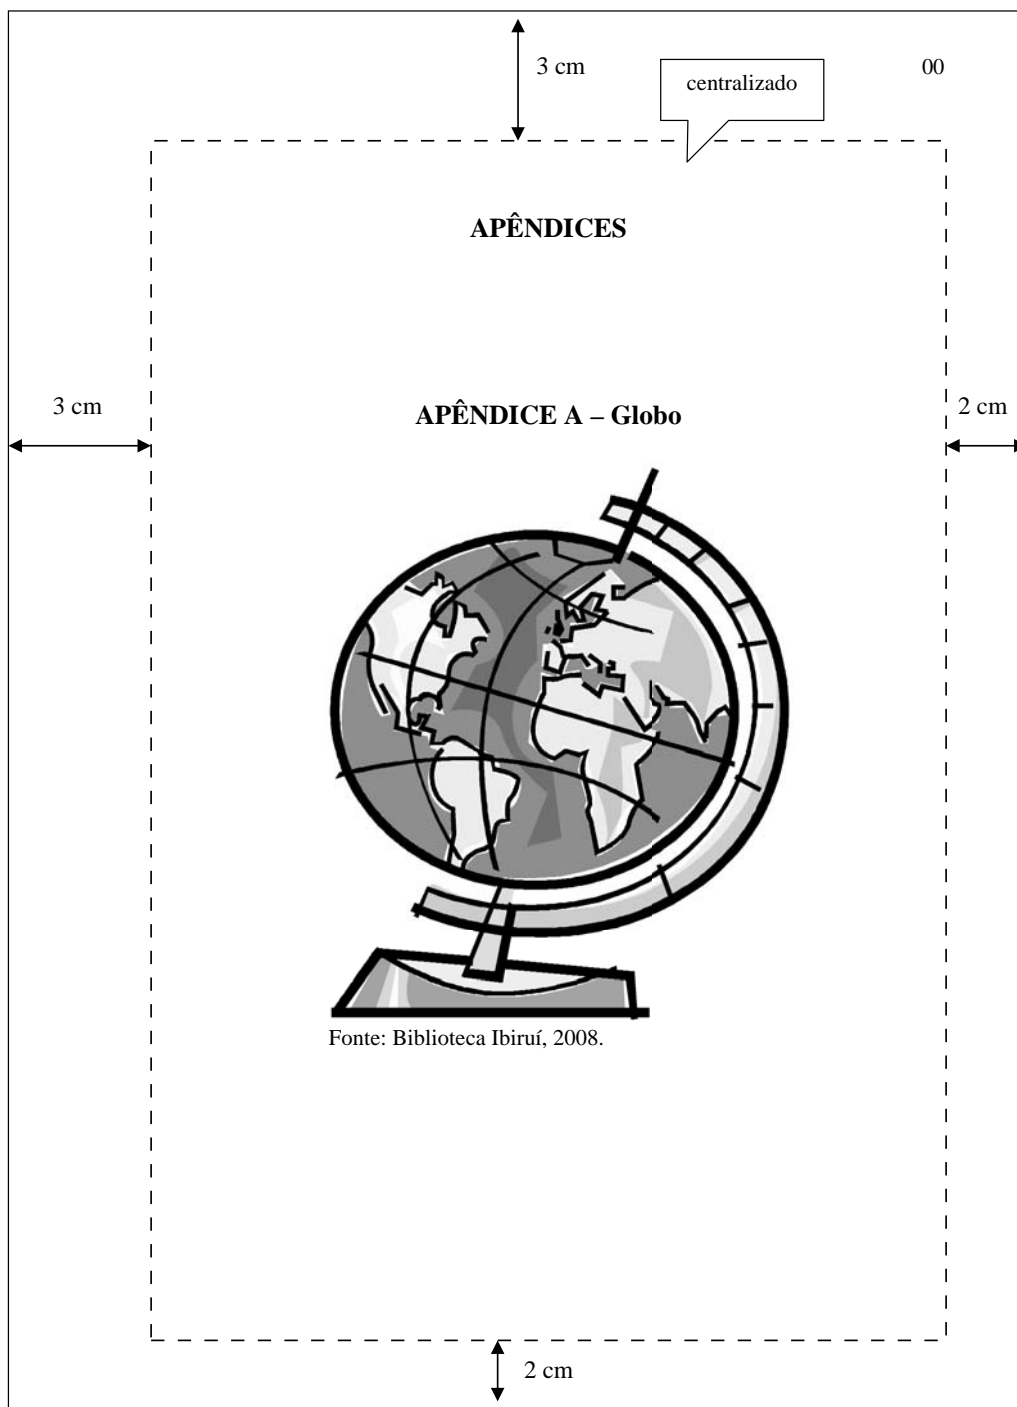 3 cm
centralizado
00
APÊNDICES
3 cm
APÊNDICE A – Globo
2 cm
Fonte: Biblioteca Ibiruí, 2008.
2 cm